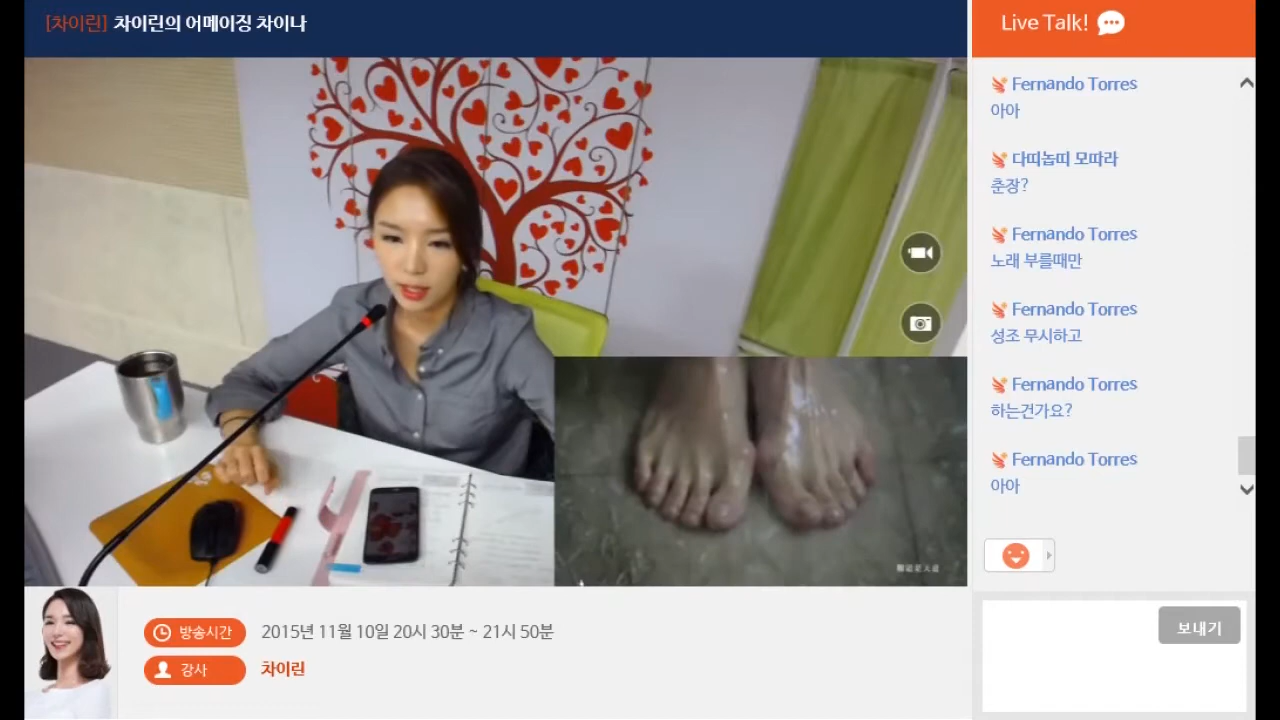 [차이린] 차이린의 어메이징 차이나
Live Talk!
Fernando Torres
아아
다띠놉띠 모따라
춘장?
Fernando Torres
노래 부를때만
Fernando Torres
성조 무시하고
Fernando Torres
하는건가요?
Fernando Torres
아아
보내기
방송시간 2015년 11월 10일 20시 30분 ~ 21시 50분
강사 차이린